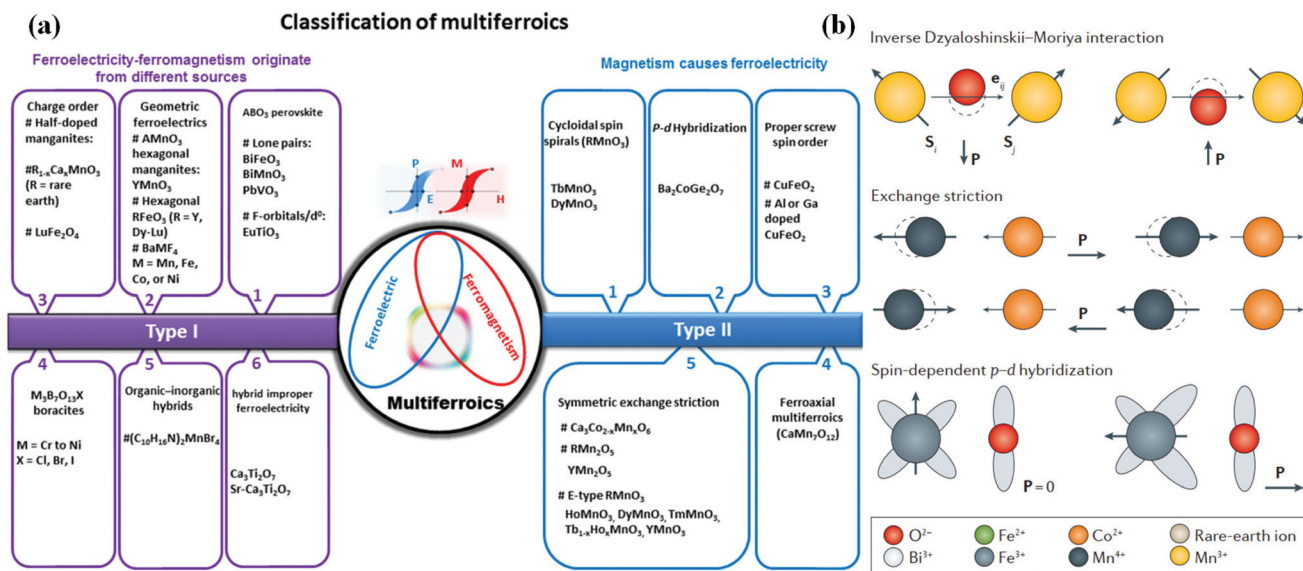 (a)
Classification of multiferroics
Ferroelectricity-ferromagnetism originate
from different sources
Charge order
# Half-doped
manganites:
#R₁₋ₓCaₓMnO₃
(R = rare
earth)
# LuFe₂O₄
3
Geometric
ferroelectrics
# AMnO₃
hexagonal
manganites:
YMnO₃
# Hexagonal
RFeO₃ (R = Y,
Dy-Lu)
# BaMF₄
M = Mn, Fe,
Co, or Ni
2
ABO₃ perovskite
# Lone pairs:
BiFeO₃
BiMnO₃
PbVO₃
# F-orbitals/d⁰:
EuTiO₃
1
Type I
4
M₃B₇O₁₃X
boracites
M = Cr to Ni
X = Cl, Br, I
5
Organic–inorganic
hybrids
#(C₁₀H₁₆N)₂MnBr₄
6
hybrid improper
ferroelectricity
Ca₃Ti₂O₇
Sr-Ca₃Ti₂O₇
P
E
M
H
Ferroelectric
Ferromagnetism
Multiferroics
Magnetism causes ferroelectricity
Cycloidal spin
spirals (RMnO₃)
TbMnO₃
DyMnO₃
1
P-d Hybridization
Ba₂CoGe₂O₇
2
Proper screw
spin order
# CuFeO₂
# Al or Ga
doped
CuFeO₂
3
Type II
5
Symmetric exchange striction
# Ca₃Co₂₋ₓMnₓO₆
# RMn₂O₅
YMn₂O₅
# E-type RMnO₃
HoMnO₃, DyMnO₃, TmMnO₃,
Tb₁₋ₓHoₓMnO₃, YMnO₃
4
Ferroaxial
multiferroics
(CaMn₇O₁₂)
(b)
Inverse Dzyaloshinskii–Moriya interaction
eᵢⱼ
Sᵢ
P
Sⱼ
P
Exchange striction
P
P
Spin-dependent p–d hybridization
P = 0
P
O²⁻ Fe²⁺ Co²⁺ Rare-earth ion
Bi³⁺ Fe³⁺ Mn⁴⁺ Mn³⁺